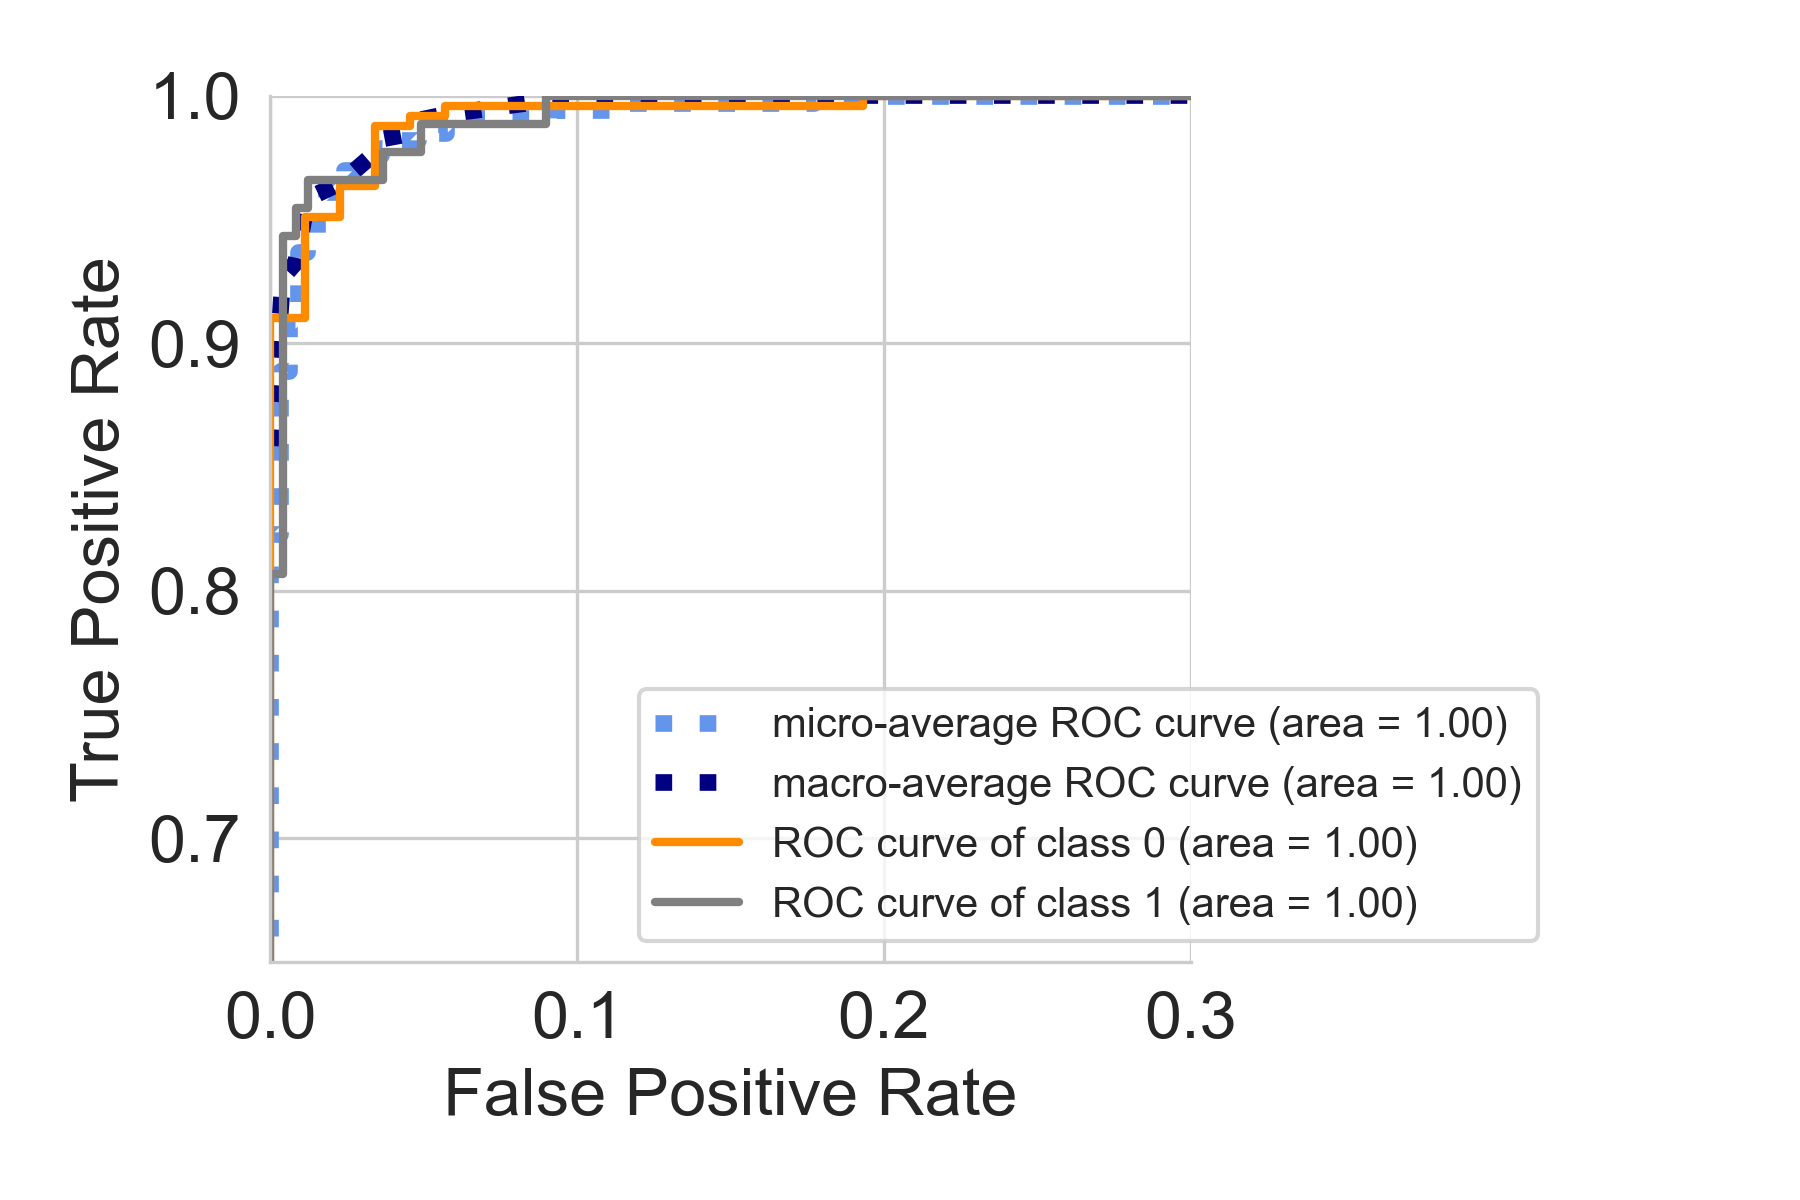 1.0
0.9
0.8
0.7
True Positive Rate
micro-average ROC curve (area = 1.00)
macro-average ROC curve (area = 1.00)
ROC curve of class 0 (area = 1.00)
ROC curve of class 1 (area = 1.00)
0.0 0.1 0.2 0.3
False Positive Rate